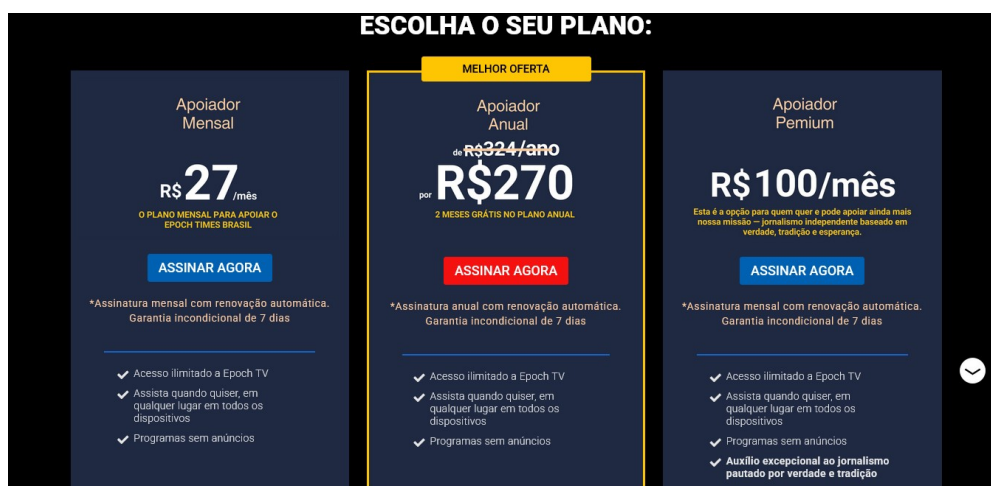 ESCOLHA O SEU PLANO:
Apoiador
Mensal
R$27/mês
O PLANO MENSAL PARA APOIAR O
EPOCH TIMES BRASIL
ASSINAR AGORA
*Assinatura mensal com renovação automática.
Garantia incondicional de 7 dias
Acesso ilimitado a Epoch TV
Assista quando quiser, em
qualquer lugar em todos os
dispositivos
Programas sem anúncios
MELHOR OFERTA
Apoiador
Anual
de R$324/ano
por R$270
2 MESES GRÁTIS NO PLANO ANUAL
ASSINAR AGORA
*Assinatura anual com renovação automática.
Garantia incondicional de 7 dias
Acesso ilimitado a Epoch TV
Assista quando quiser, em
qualquer lugar em todos os
dispositivos
Programas sem anúncios
Apoiador
Pemium
R$100/mês
Esta é a opção para quem quer e pode apoiar ainda mais
nossa missão — jornalismo independente baseado em
verdade, tradição e esperança.
ASSINAR AGORA
*Assinatura mensal com renovação automática.
Garantia incondicional de 7 dias
Acesso ilimitado a Epoch TV
Assista quando quiser, em
qualquer lugar em todos os
dispositivos
Programas sem anúncios
Auxílio excepcional ao jornalismo
pautado por verdade e tradição